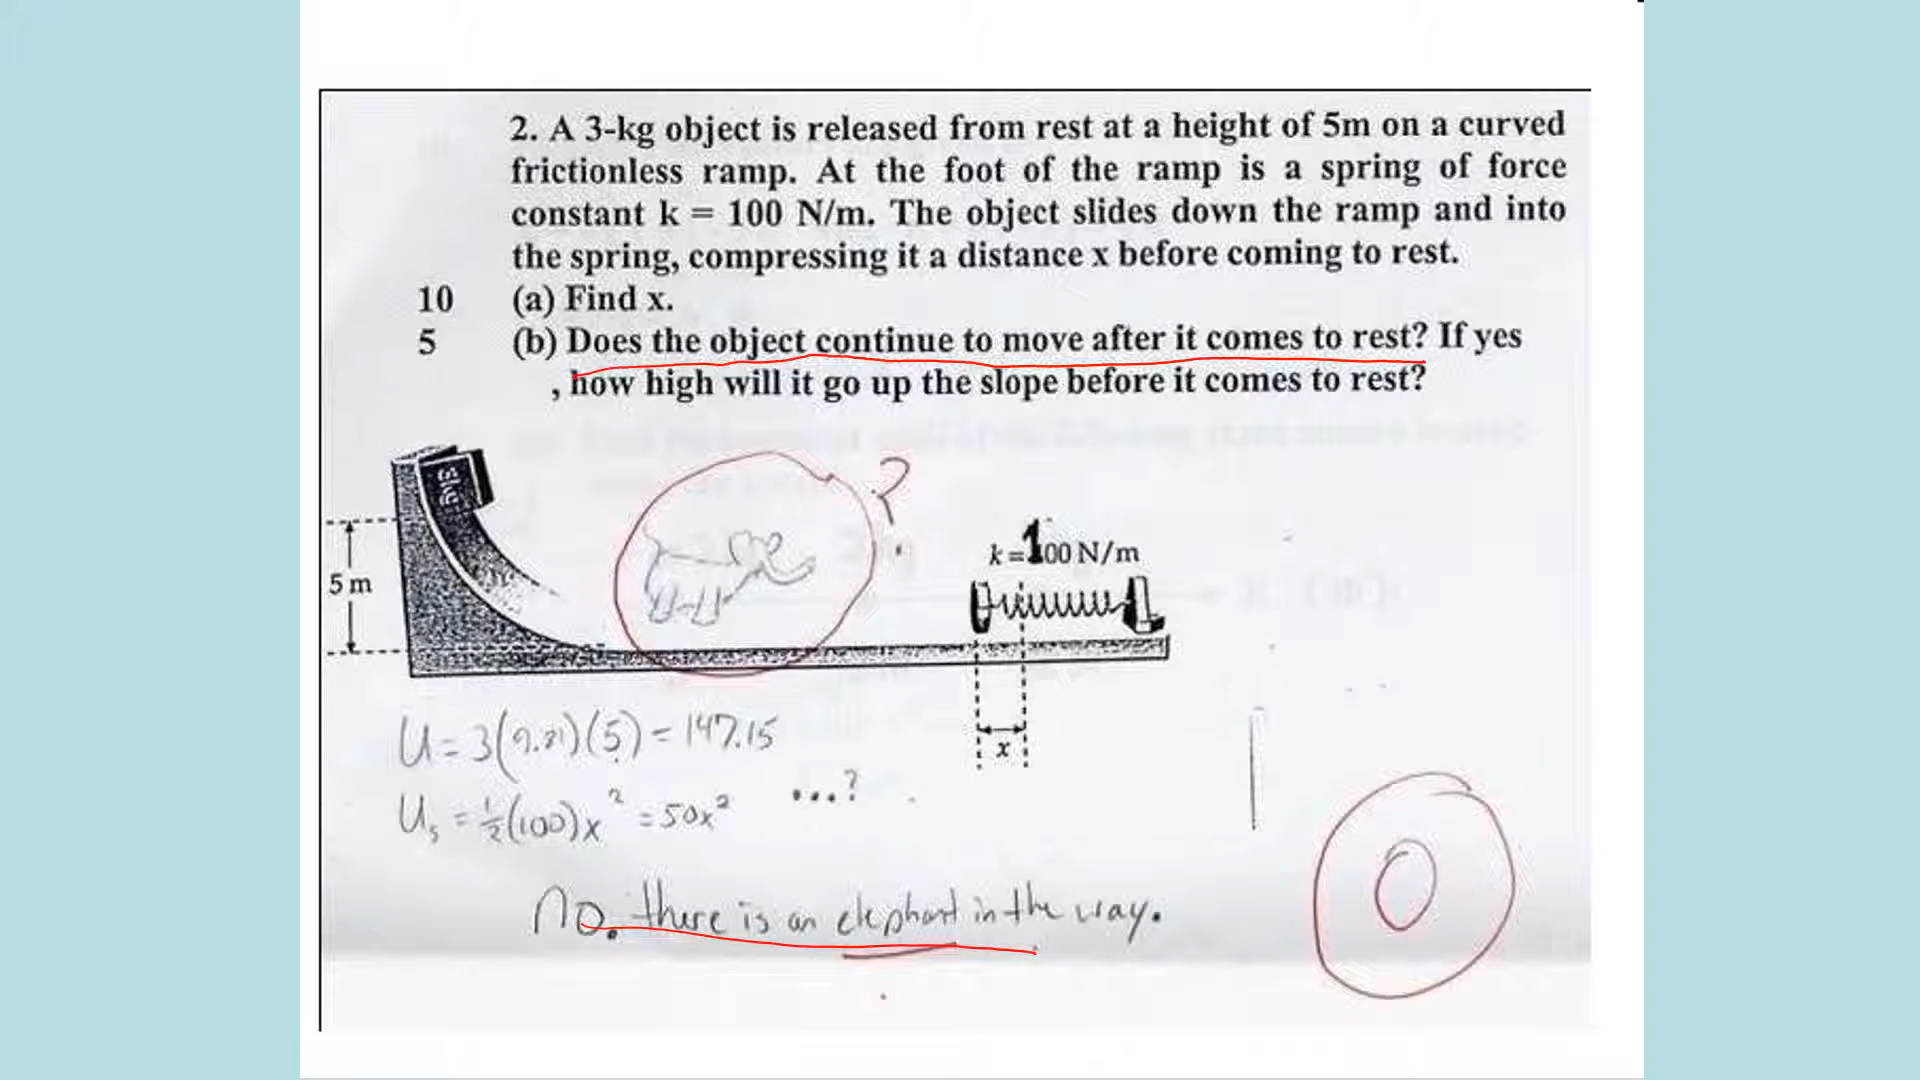 2. A 3-kg object is released from rest at a height of 5m on a curved
frictionless ramp. At the foot of the ramp is a spring of force
constant k = 100 N/m. The object slides down the ramp and into
the spring, compressing it a distance x before coming to rest.
10 (a) Find x.
5 (b) Does the object continue to move after it comes to rest? If yes
, how high will it go up the slope before it comes to rest?
3kg
?
k=100 N/m
5 m
x
U = 3(9.81)(5) = 147.15
...?
Us = 1/2(100)x² = 50x²
0
No. there is an elephant in the way.